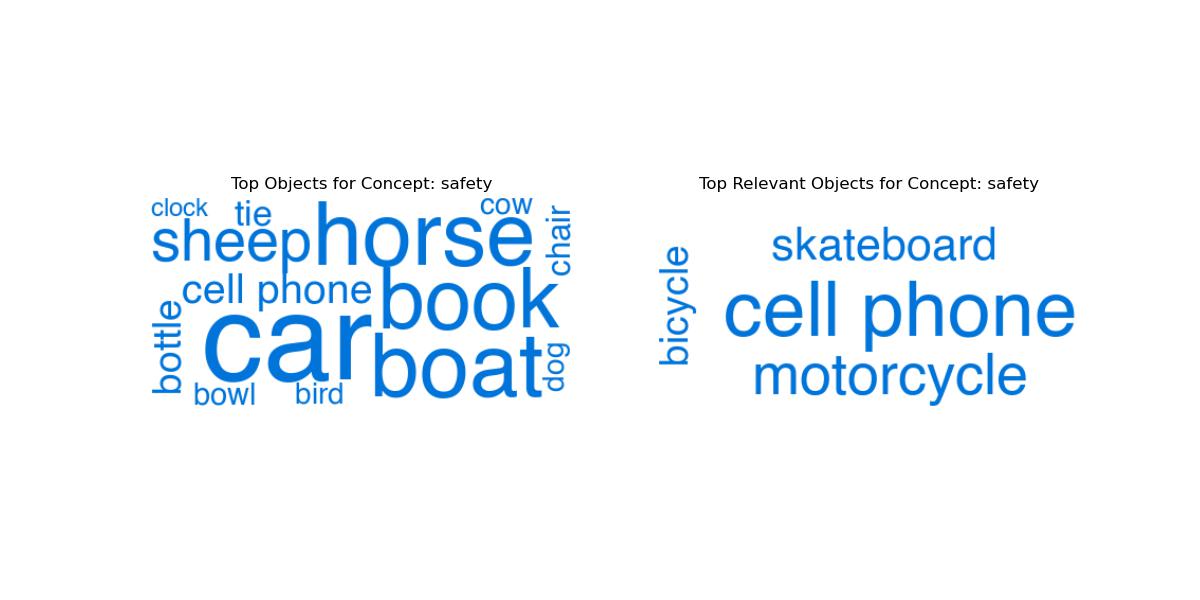 Top Objects for Concept: safety
clock
tie
cow
sheep
horse
chair
cell phone
book
bottle
car
boat
dog
bowl
bird
Top Relevant Objects for Concept: safety
skateboard
bicycle
cell phone
motorcycle